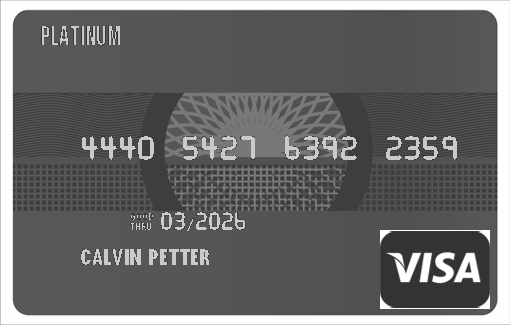 PLATINUM
4440 5427 6392 2359
THRU 03/2026
CALVIN PETTER
VISA